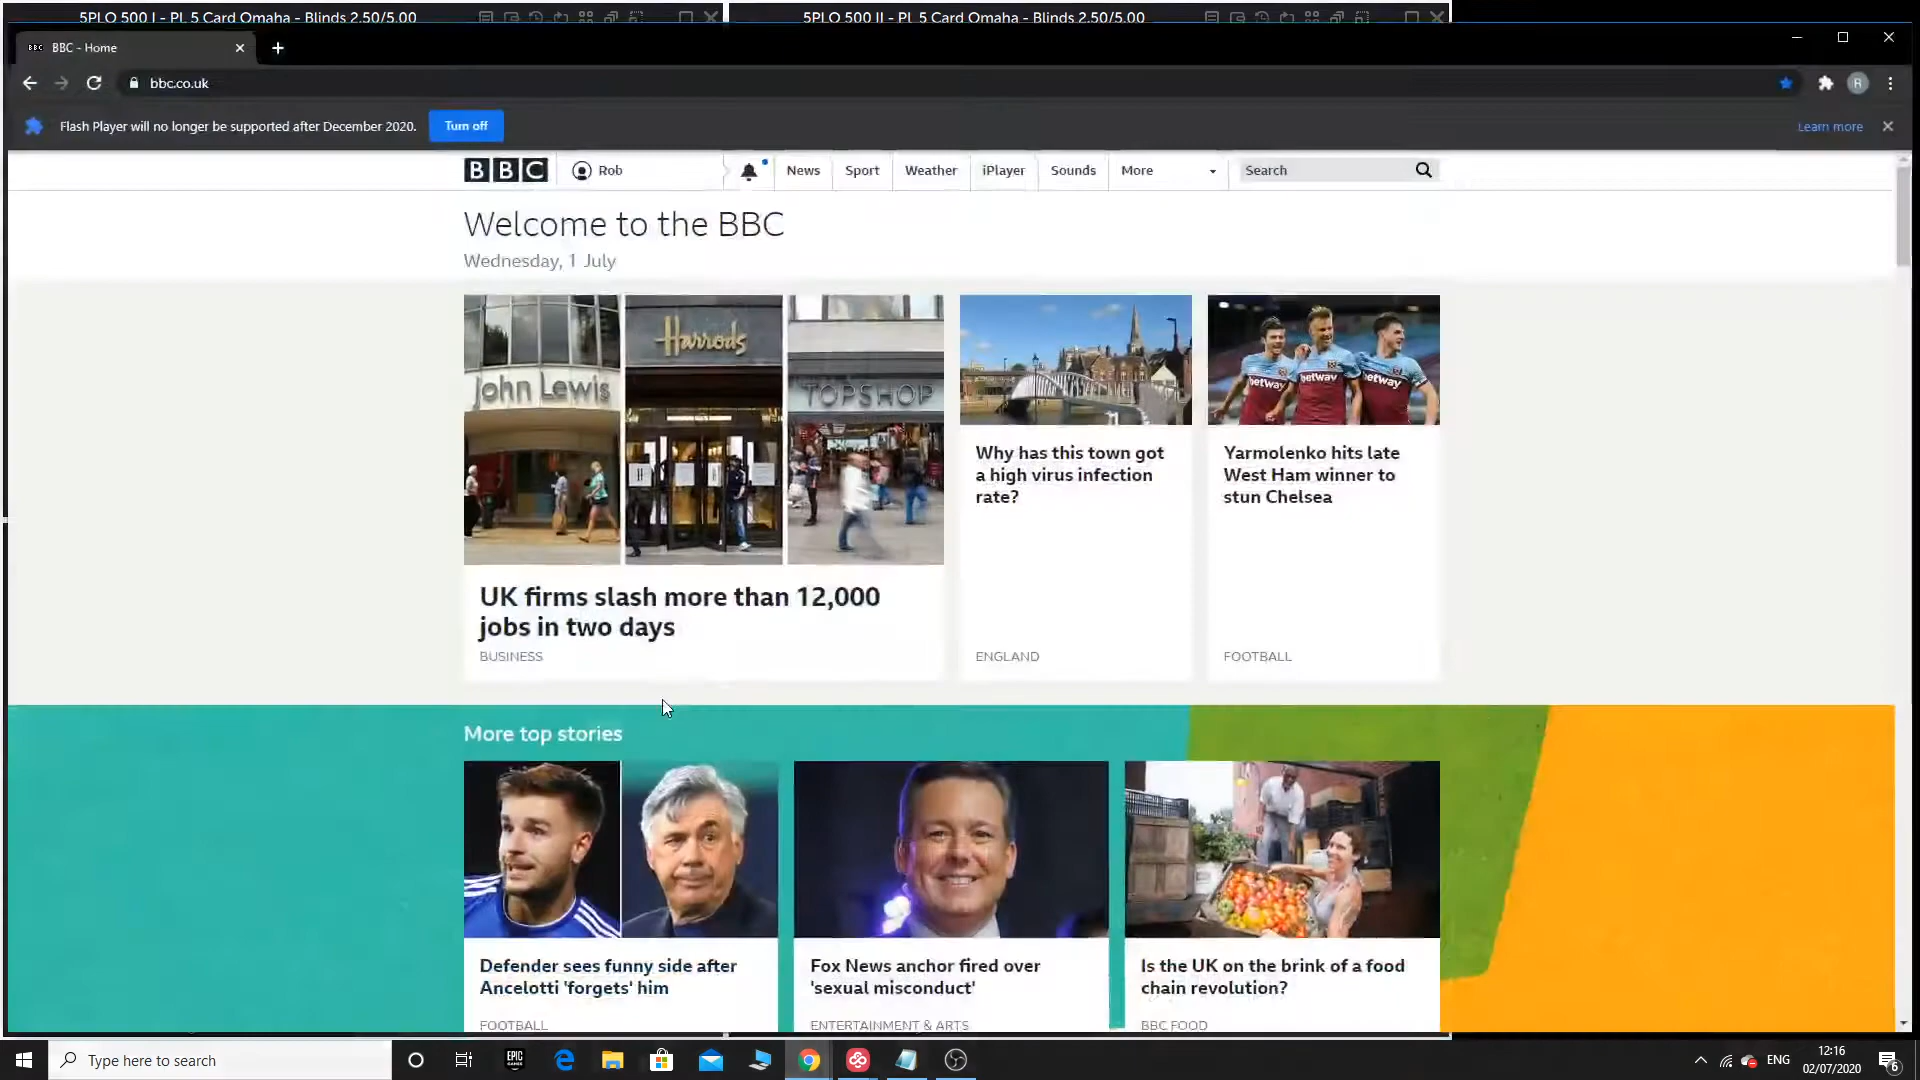 5PLO 500 I - PL 5 Card Omaha - Blinds 2.50/5.00
5PLO 500 II - PL 5 Card Omaha - Blinds 2.50/5.00
BBC BBC - Home
bbc.co.uk
R
Flash Player will no longer be supported after December 2020.
Turn off
Learn more
BBC
Rob
News
Sport
Weather
iPlayer
Sounds
More
Search
Welcome to the BBC
Wednesday, 1 July
John Lewis
Harrods
TOPSHOP
betway
betway
betway
UK firms slash more than 12,000
jobs in two days
BUSINESS
Why has this town got
a high virus infection
rate?
ENGLAND
Yarmolenko hits late
West Ham winner to
stun Chelsea
FOOTBALL
More top stories
Defender sees funny side after
Ancelotti 'forgets' him
FOOTBALL
Fox News anchor fired over
'sexual misconduct'
ENTERTAINMENT & ARTS
Is the UK on the brink of a food
chain revolution?
BBC FOOD
Type here to search
EPIC
GAMES
ENG
12:16
02/07/2020
6